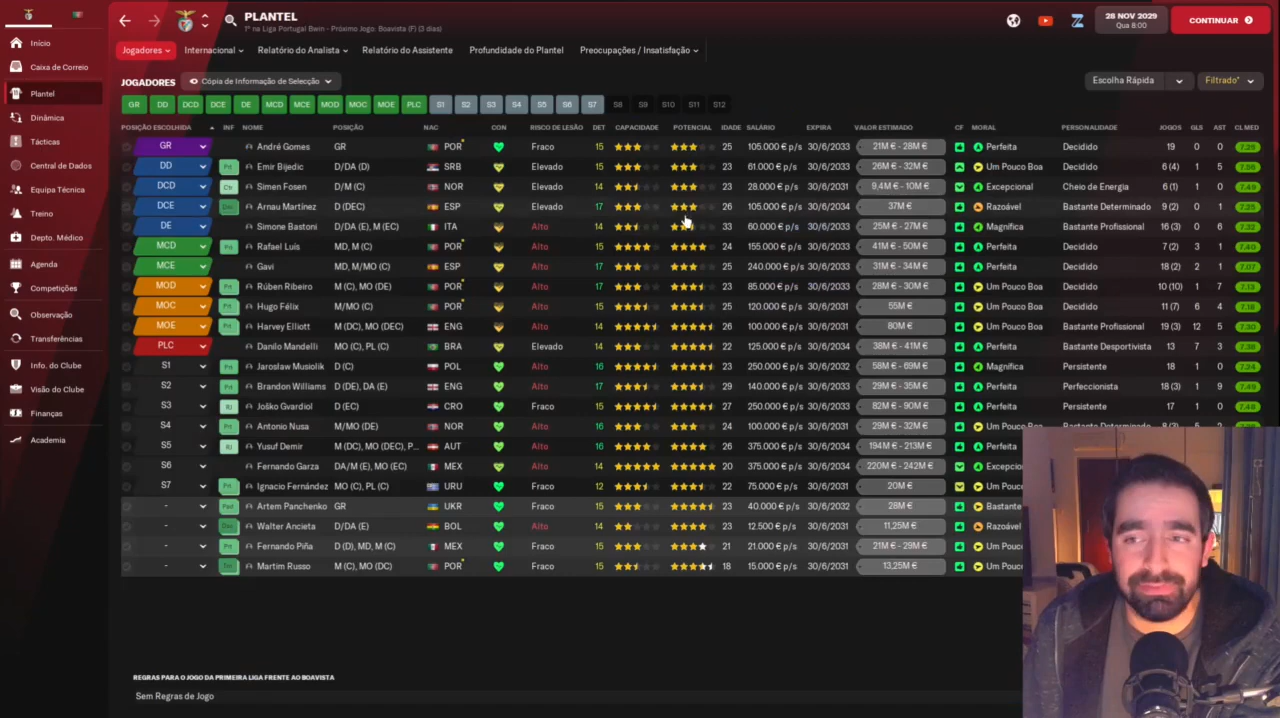 PLANTEL
1º na Liga Portugal Bwin - Próximo Jogo: Boavista (F) (3 dias)
28 NOV 2029
Qua 8:00
CONTINUAR
Início
Caixa de Correio
Plantel
Dinâmica
Tácticas
Central de Dados
Equipa Técnica
Treino
Depto. Médico
Agenda
Competições
Observação
Transferências
Info. do Clube
Visão do Clube
Finanças
Academia
Jogadores Internacional Relatório do Analista Relatório do Assistente Profundidade do Plantel Preocupações / Insatisfação
JOGADORES Cópia de Informação de Selecção Escolha Rápida Filtrado*
GR DD DCD DCE DE MCD MCE MOD MOC MOE PLC S1 S2 S3 S4 S5 S6 S7 S8 S9 S10 S11 S12
POSIÇÃO ESCOLHIDA INF NOME POSIÇÃO NAC CON RISCO DE LESÃO DET CAPACIDADE POTENCIAL IDADE SALÁRIO EXPIRA VALOR ESTIMADO CF MORAL PERSONALIDADE JOGOS GLS AST CL MED
GR André Gomes GR POR* Fraco 15 25 105.000 € p/s 30/6/2033 21M € - 28M € Perfeita Decidido 19 0 0 7.26
DD Prt Emir Bijedic D/DA (D) SRB Elevado 15 23 61.000 € p/s 30/6/2033 26M € - 32M € Um Pouco Boa Decidido 6 (4) 1 5
DCD Simen Fosen D/M (C) NOR Elevado 14 23 28.000 € p/s 30/6/2031 9,4M € - 10M € Excepcional Cheio de Energia 6 (1) 1 0
DCE Arnau Martínez D (DEC) ESP Elevado 17 26 105.000 € p/s 30/6/2034 37M € Razoável Bastante Determinado 9 (2) 0 1 7.25
DE Simone Bastoni D/DA (E), M (EC) ITA Alto 14 33 60.000 € p/s 30/6/2033 25M € - 27M € Magnífica Bastante Profissional 16 (3) 0 6 7.32
MCD Prt Rafael Luis MD, M (C) POR* Alto 15 24 155.000 € p/s 30/6/2033 41M € - 50M € Perfeita Decidido 7 (2) 3 1 7.40
MCE Gavi MD, M/MO (C) ESP Alto 17 25 240.000 € p/s 30/6/2033 31M € - 34M € Perfeita Decidido 18 (2) 2 1 7.07
MOD Prt Rúben Ribeiro M (C), MO (DE) POR* Alto 17 23 85.000 € p/s 30/6/2033 28M € - 30M € Um Pouco Boa Decidido 10 (10) 1 7 7.13
MOC Prt Hugo Félix M/MO (C) POR* Alto 15 25 120.000 € p/s 30/6/2031 55M € Um Pouco Boa Decidido 11 (7) 6 4
MOE Prt Harvey Elliott M (DC), MO (DEC) ENG Alto 14 26 100.000 € p/s 30/6/2031 80M € Um Pouco Boa Bastante Profissional 19 (3) 12 5 7.30
PLC Danilo Mandelli MO (C), PL (C) BRA Elevado 14 22 125.000 € p/s 30/6/2034 38M € - 41M € Perfeita Bastante Desportivista 13 7 3
S1 Prt Jaroslaw Musiolik D (C) POL Alto 16 23 250.000 € p/s 30/6/2032 58M € - 69M € Magnífica Persistente 18 1 0
S2 Prt Brandon Williams D (DE), DA (E) ENG Alto 17 29 140.000 € p/s 30/6/2033 29M € - 35M € Perfeita Perfeccionista 18 (3) 1 9 7.49
S3 Joško Gvardiol D (EC) CRO Fraco 15 27 250.000 € p/s 30/6/2033 82M € - 90M € Perfeita Persistente 17 1 0
S4 Prt Antonio Nusa M/MO (DE) NOR Alto 16 24 100.000 € p/s 30/6/2033 29M € - 32M € Perfeita
S5 Yusuf Demir M (DC), MO (DEC), P... AUT Alto 16 26 375.000 € p/s 30/6/2034 194M € - 213M € Perfeita
S6 Fernando Garza DA/M (E), MO (EC) MEX Alto 14 20 375.000 € p/s 30/6/2034 220M € - 242M € Excepc
S7 Prt Ignacio Fernández MO (C), PL (C) URU Fraco 12 22 75.000 € p/s 30/6/2031 20M € Um Pouc
- Artem Panchenko GR UKR Fraco 15 23 40.000 € p/s 30/6/2032 28M € Bastante
- Walter Ancieta D/DA (E) BOL Alto 14 23 12.500 € p/s 30/6/2031 11,25M € Razoável
- Prt Fernando Piña D (D), MD, M (C) MEX Fraco 15 21 21.000 € p/s 30/6/2031 21M € - 29M € Um Pou
- Martim Russo M (C), MO (DC) POR* Fraco 15 18 15.000 € p/s 30/6/2031 13,25M € Um Pou
REGRAS PARA O JOGO DA PRIMEIRA LIGA FRENTE AO BOAVISTA
Sem Regras de Jogo